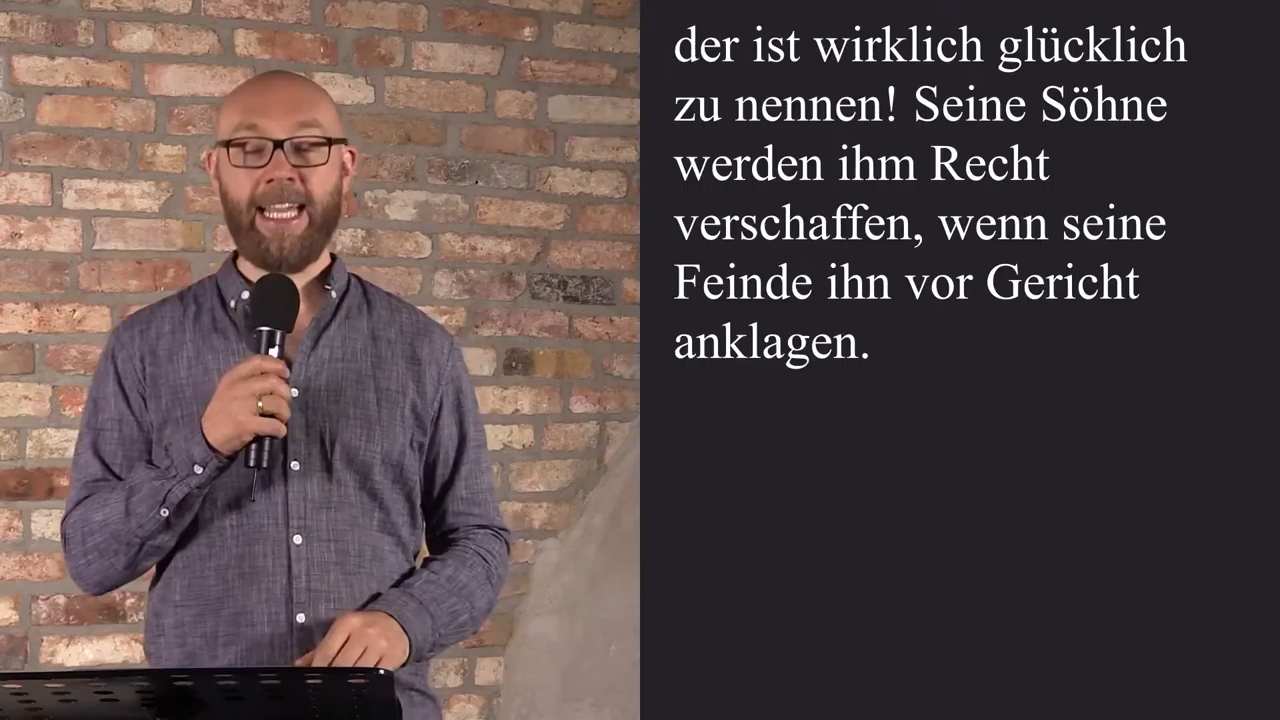 der ist wirklich glücklich
zu nennen! Seine Söhne
werden ihm Recht
verschaffen, wenn seine
Feinde ihn vor Gericht
anklagen.